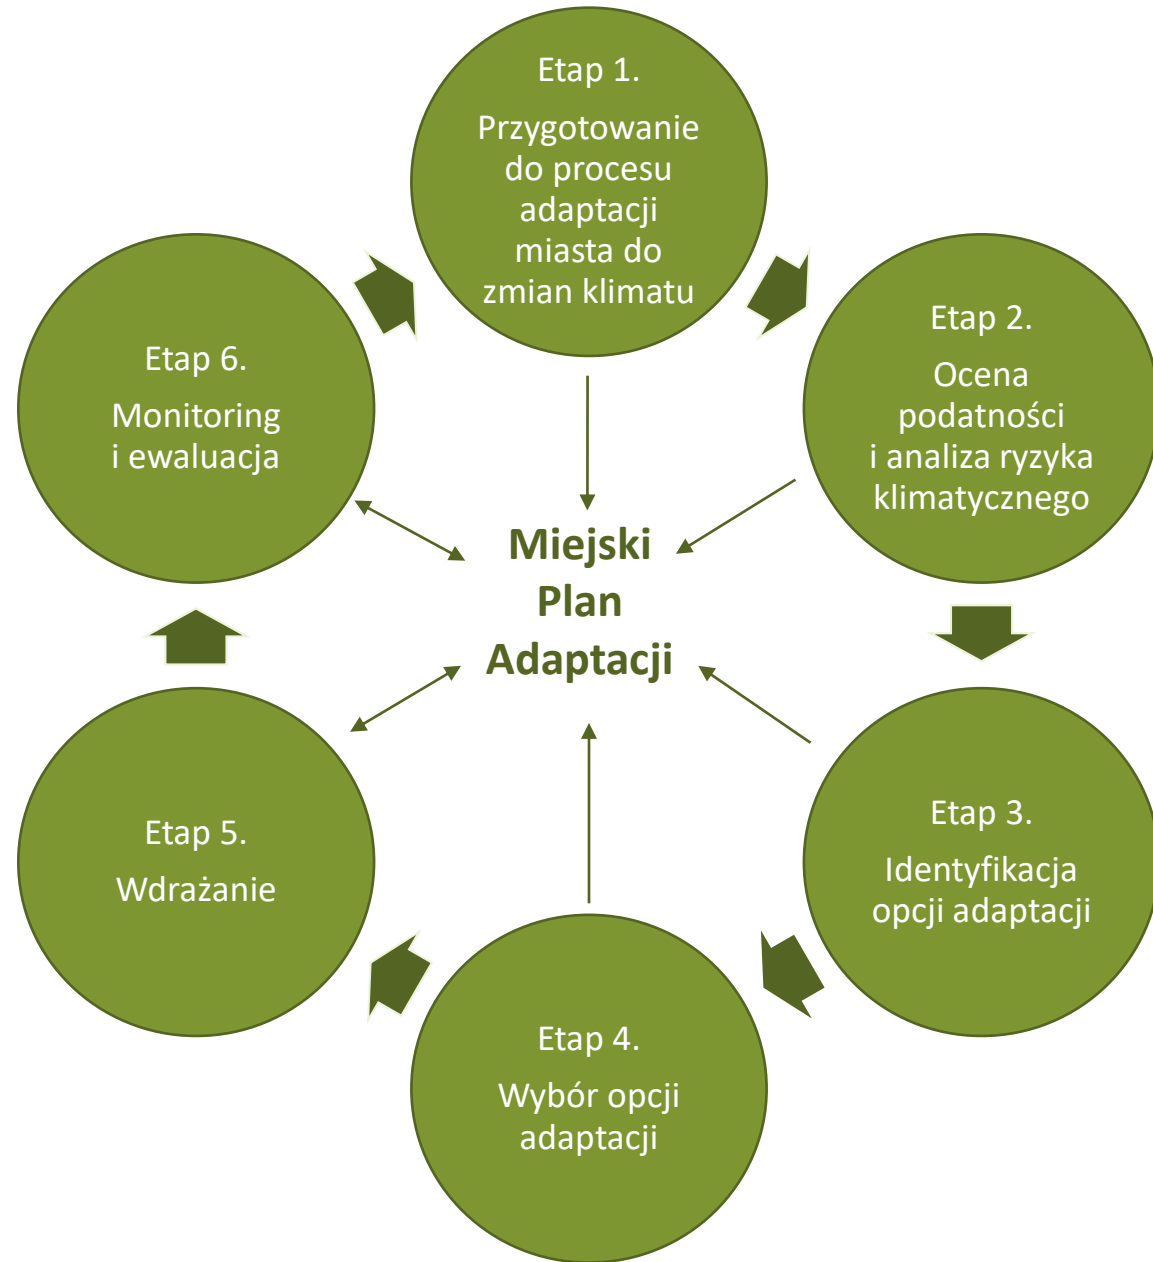 Etap 1.
Przygotowanie
do procesu
adaptacji
miasta do
zmian klimatu
Etap 2.
Ocena
podatności
i analiza ryzyka
klimatycznego
Etap 3.
Identyfikacja
opcji adaptacji
Etap 4.
Wybór opcji
adaptacji
Etap 5.
Wdrażanie
Etap 6.
Monitoring
i ewaluacja
Miejski
Plan
Adaptacji